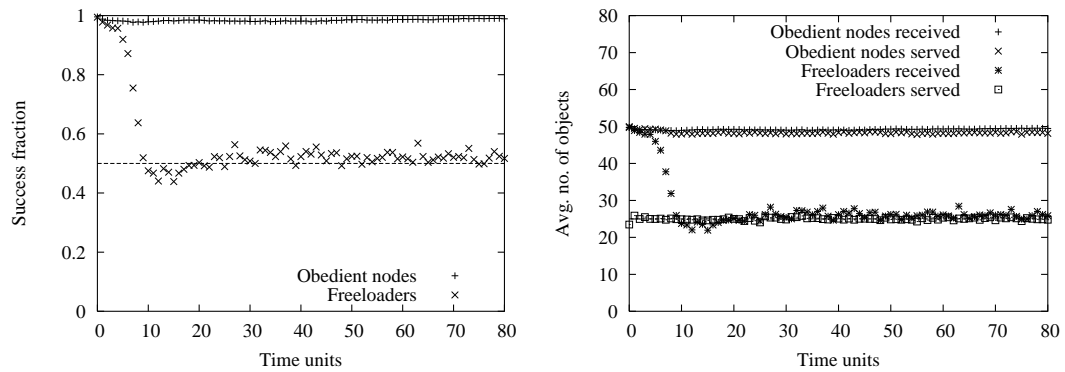 1
0.8
0.6
0.4
0.2
0
Success fraction
0 10 20 30 40 50 60 70 80
Time units
Obedient nodes
Freeloaders
80
70
60
50
40
30
20
10
0
Avg. no. of objects
0 10 20 30 40 50 60 70 80
Time units
Obedient nodes received
Obedient nodes served
Freeloaders received
Freeloaders served